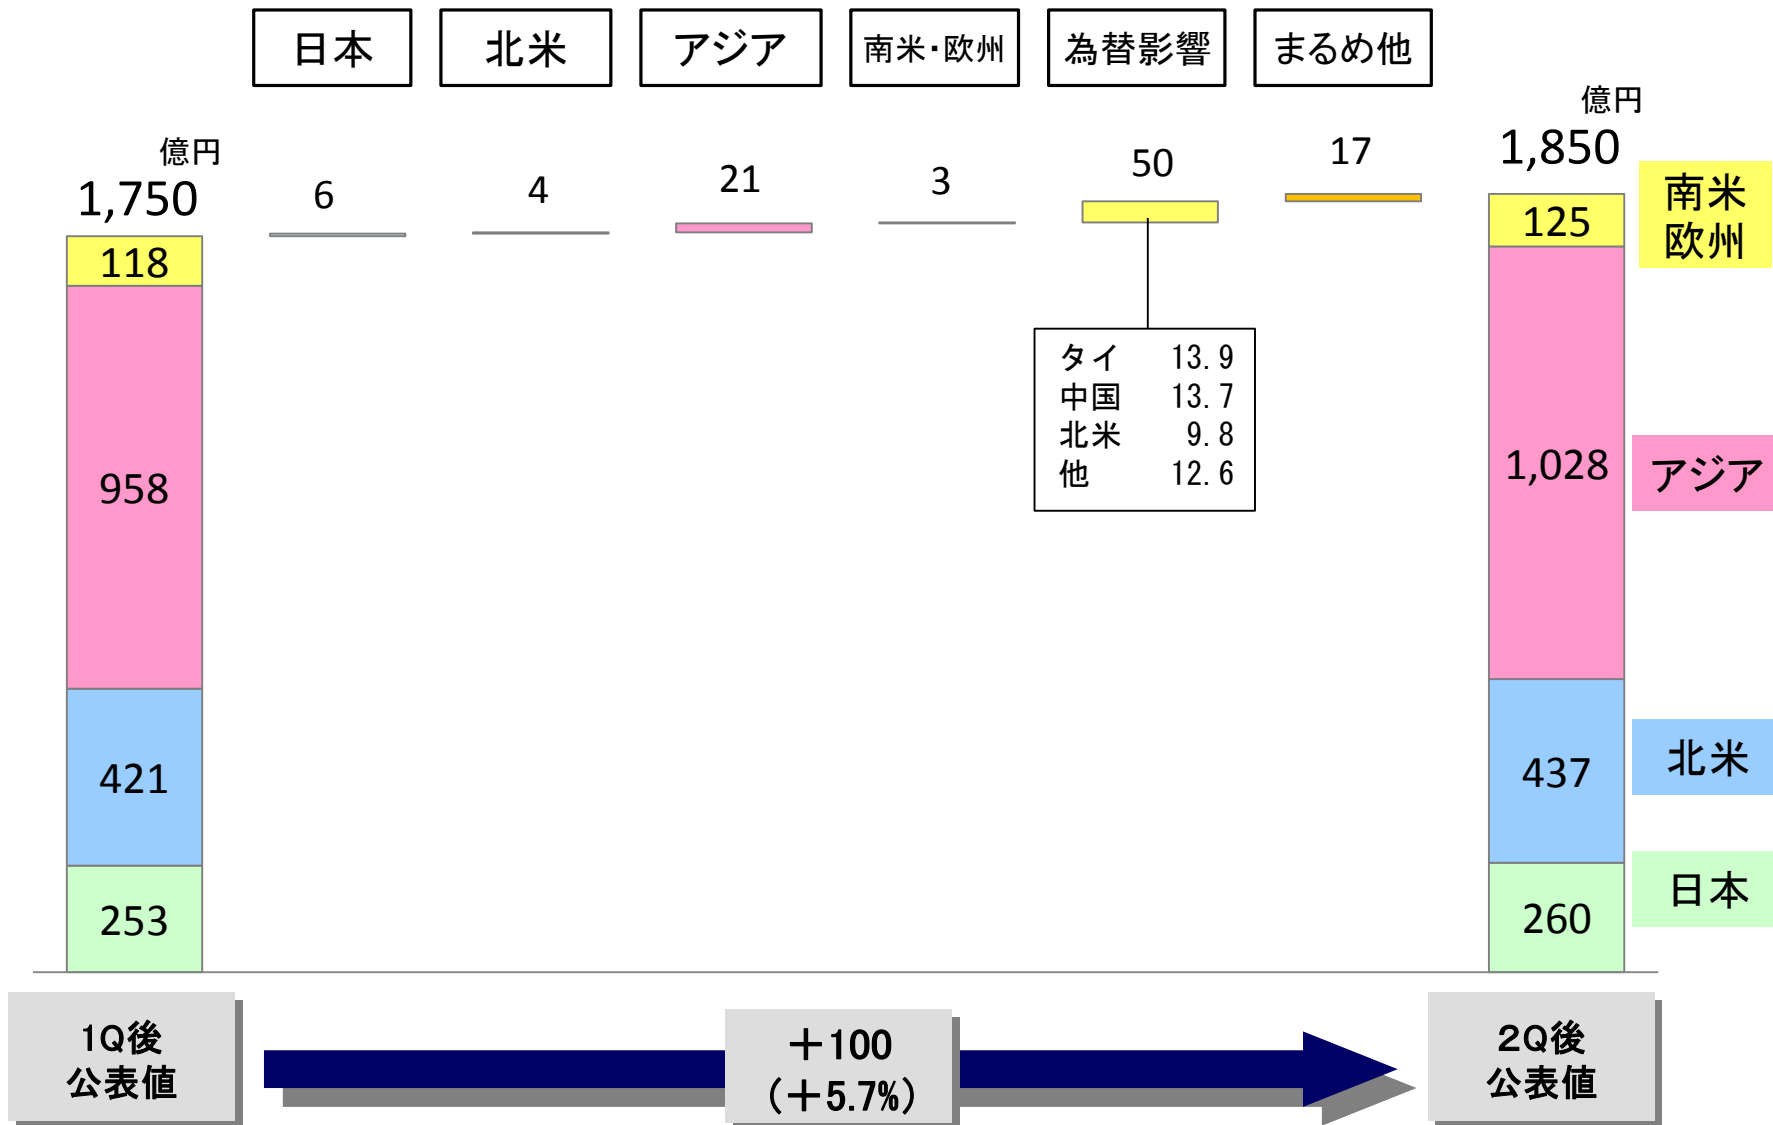 日本
北米
アジア
南米・欧州
為替影響
まるめ他
億円
1,750
6
4
21
3
50
17
億円
1,850
118
958
421
253
タイ 13.9
中国 13.7
北米 9.8
他 12.6
125
1,028
437
260
南米
欧州
アジア
北米
日本
1Q後
公表値
＋100
（＋5.7%）
2Q後
公表値